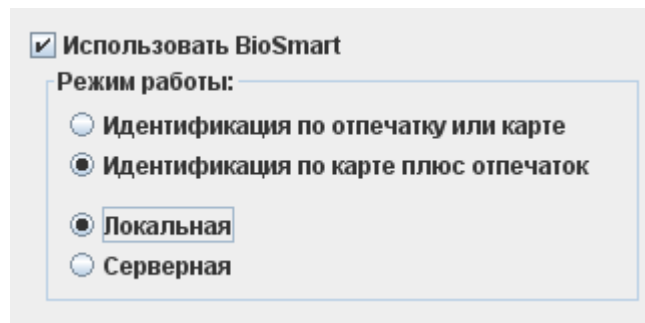 Использовать BioSmart
Режим работы:
Идентификация по отпечатку или карте
Идентификация по карте плюс отпечаток
Локальная
Серверная